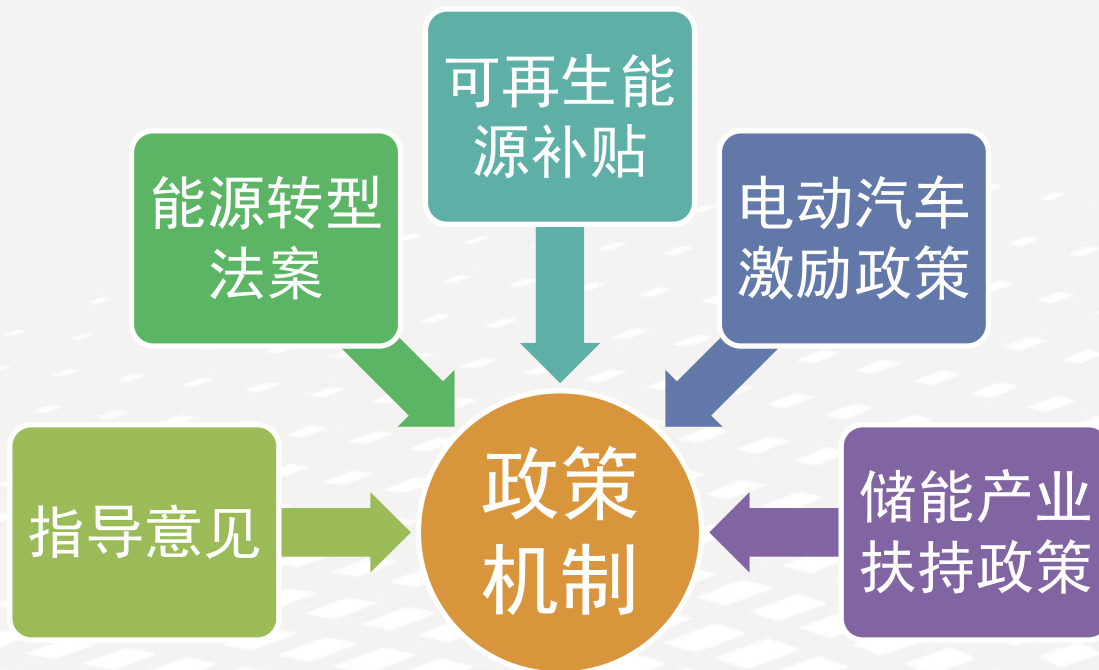 可再生能
源补贴
能源转型
法案
电动汽车
激励政策
指导意见
政策
机制
储能产业
扶持政策